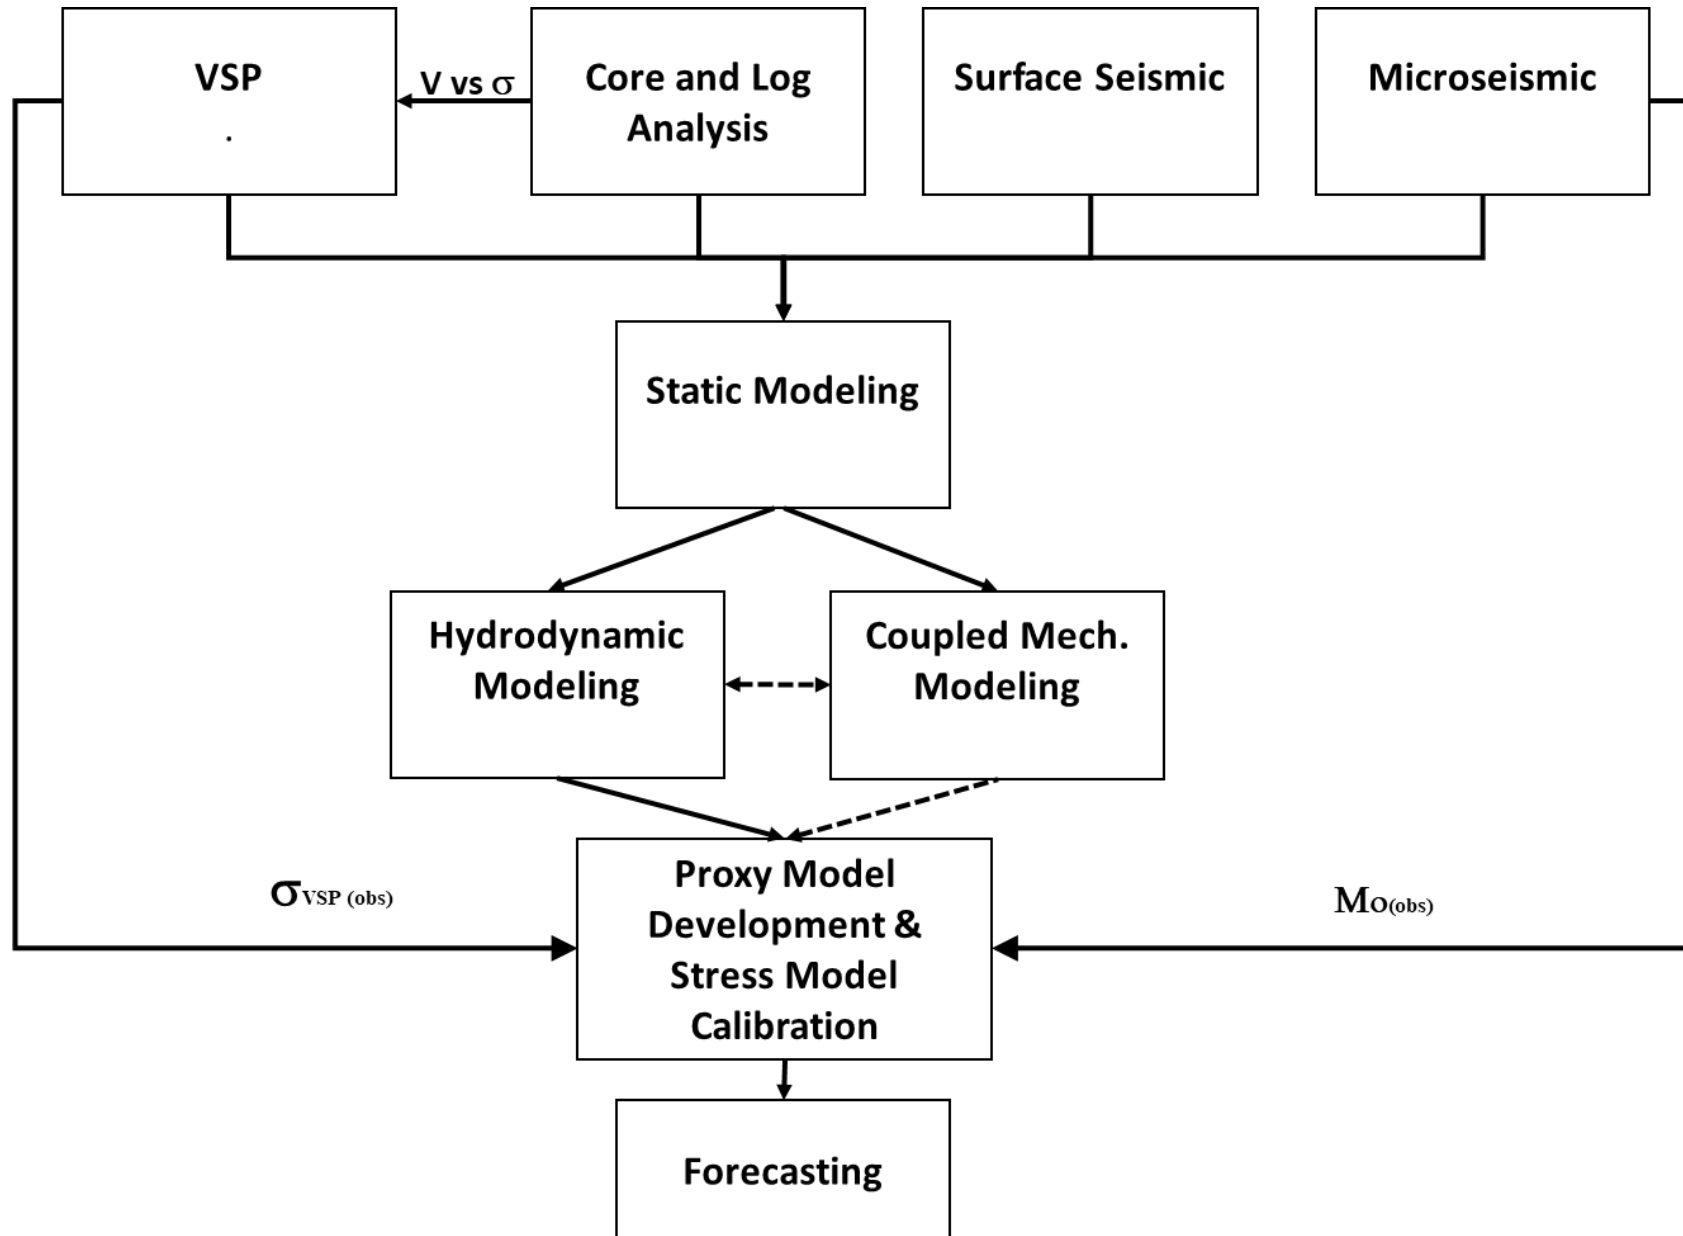 VSP
.
V vs σ
Core and Log
Analysis
Surface Seismic
Microseismic
Static Modeling
Hydrodynamic
Modeling
Coupled Mech.
Modeling
Proxy Model
Development &
Stress Model
Calibration
σVSP (obs)
MO(obs)
Forecasting